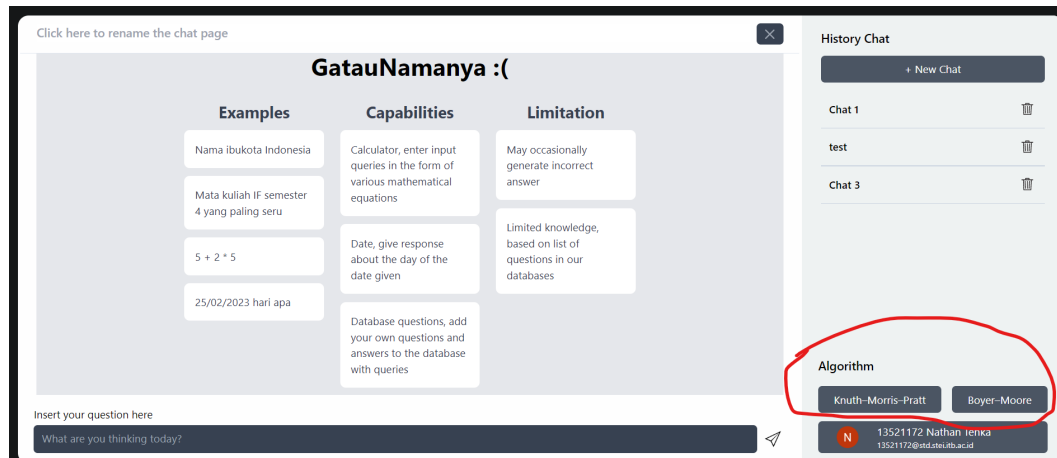 Click here to rename the chat page
GatauNamanya :(
Examples
Nama ibukota Indonesia
Mata kuliah IF semester
4 yang paling seru
5 + 2 * 5
25/02/2023 hari apa
Capabilities
Calculator, enter input
queries in the form of
various mathematical
equations
Date, give response
about the day of the
date given
Database questions, add
your own questions and
answers to the database
with queries
Limitation
May occasionally
generate incorrect
answer
Limited knowledge,
based on list of
questions in our
databases
Insert your question here
What are you thinking today?
History Chat
+ New Chat
Chat 1
test
Chat 3
Algorithm
Knuth–Morris–Pratt
Boyer–Moore
N
13521172 Nathan Tenka
13521172@std.stei.itb.ac.id